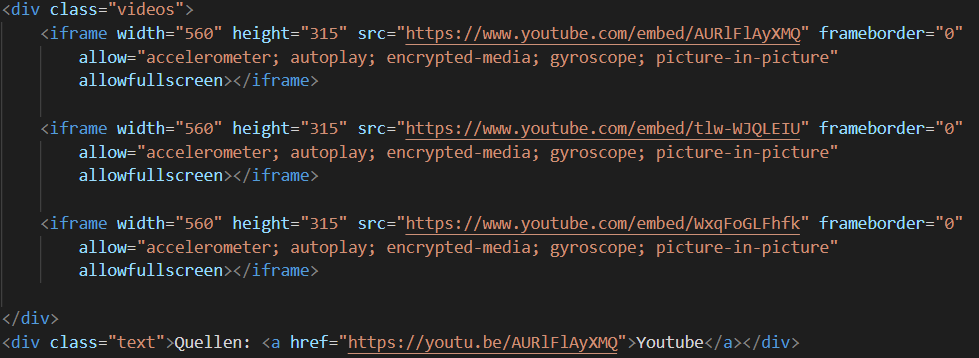 <div class="videos">
<iframe width="560" height="315" src="https://www.youtube.com/embed/AURlFlAyXMQ" frameborder="0"
allow="accelerometer; autoplay; encrypted-media; gyroscope; picture-in-picture"
allowfullscreen></iframe>
<iframe width="560" height="315" src="https://www.youtube.com/embed/tlw-WJQLEIU" frameborder="0"
allow="accelerometer; autoplay; encrypted-media; gyroscope; picture-in-picture"
allowfullscreen></iframe>
<iframe width="560" height="315" src="https://www.youtube.com/embed/WxqFoGLFhfk" frameborder="0"
allow="accelerometer; autoplay; encrypted-media; gyroscope; picture-in-picture"
allowfullscreen></iframe>
</div>
<div class="text">Quellen: <a href="https://youtu.be/AURlFlAyXMQ">Youtube</a></div>